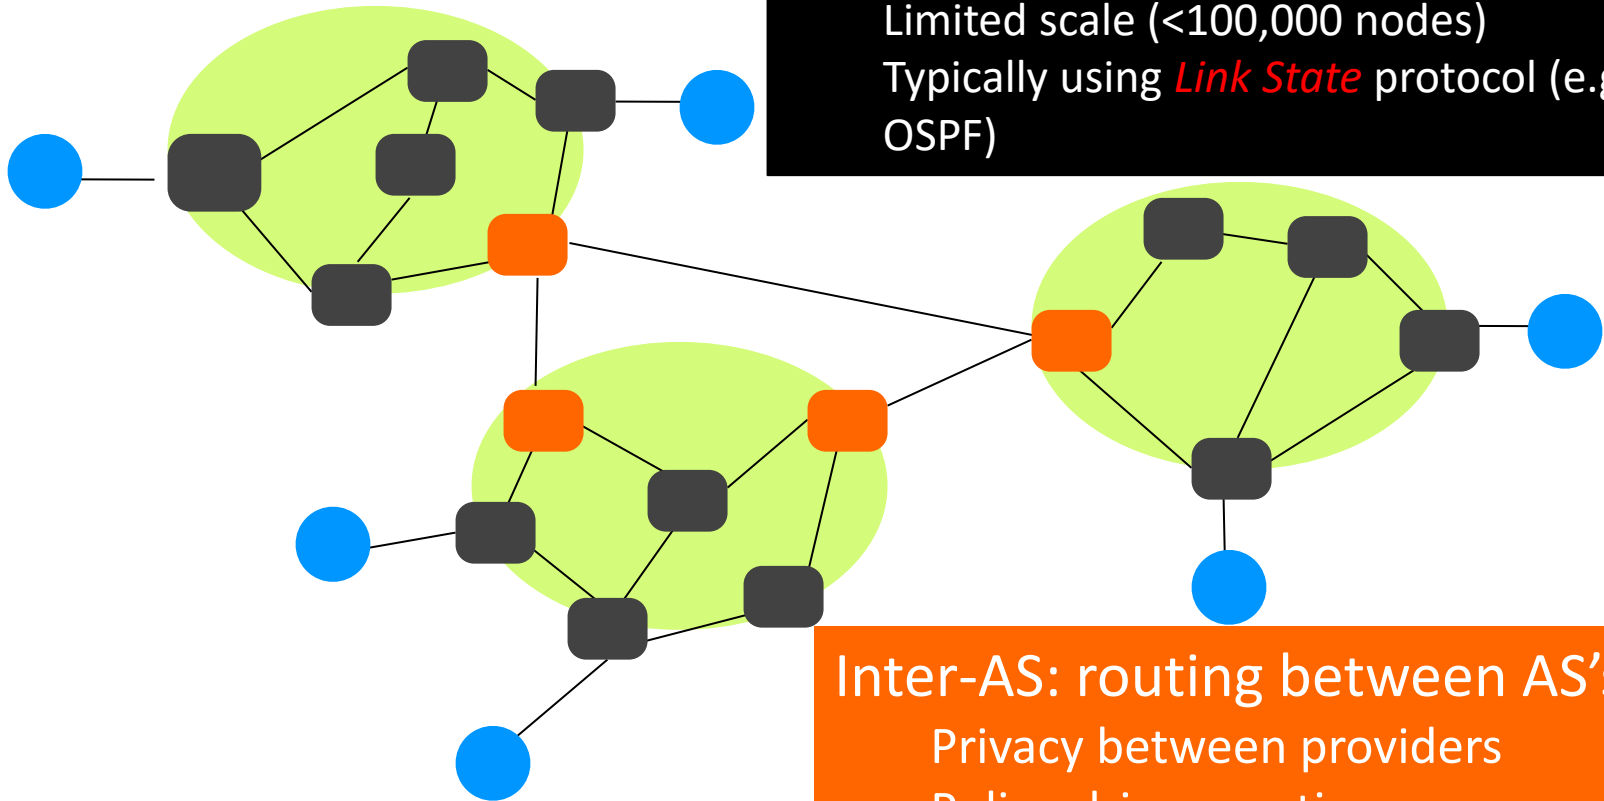 Limited scale (<100,000 nodes)
Typically using Link State protocol (e.g
OSPF)
Inter-AS: routing between AS’s
Privacy between providers